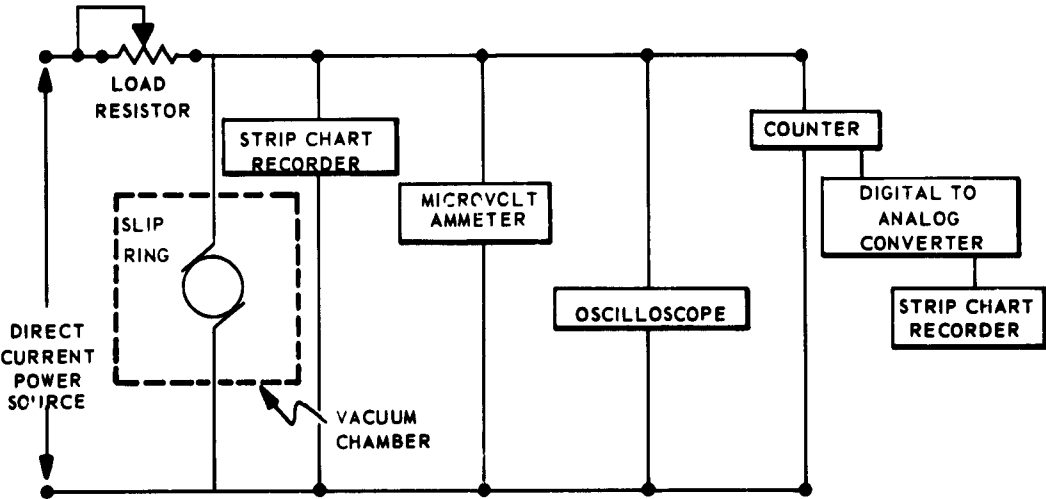 LOAD
RESISTOR
STRIP CHART
RECORDER
COUNTER
MICROVOLT
AMMETER
DIGITAL TO
ANALOG
CONVERTER
SLIP
RING
OSCILLOSCOPE
STRIP CHART
RECORDER
DIRECT
CURRENT
POWER
SOURCE
VACUUM
CHAMBER